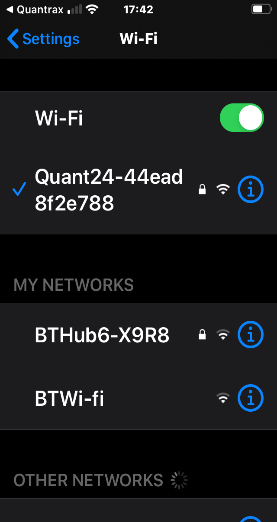 ◀ Quantrax 17:42
Settings Wi-Fi
Wi-Fi
Quant24-44ead
8f2e788
MY NETWORKS
BTHub6-X9R8
BTWi-fi
OTHER NETWORKS